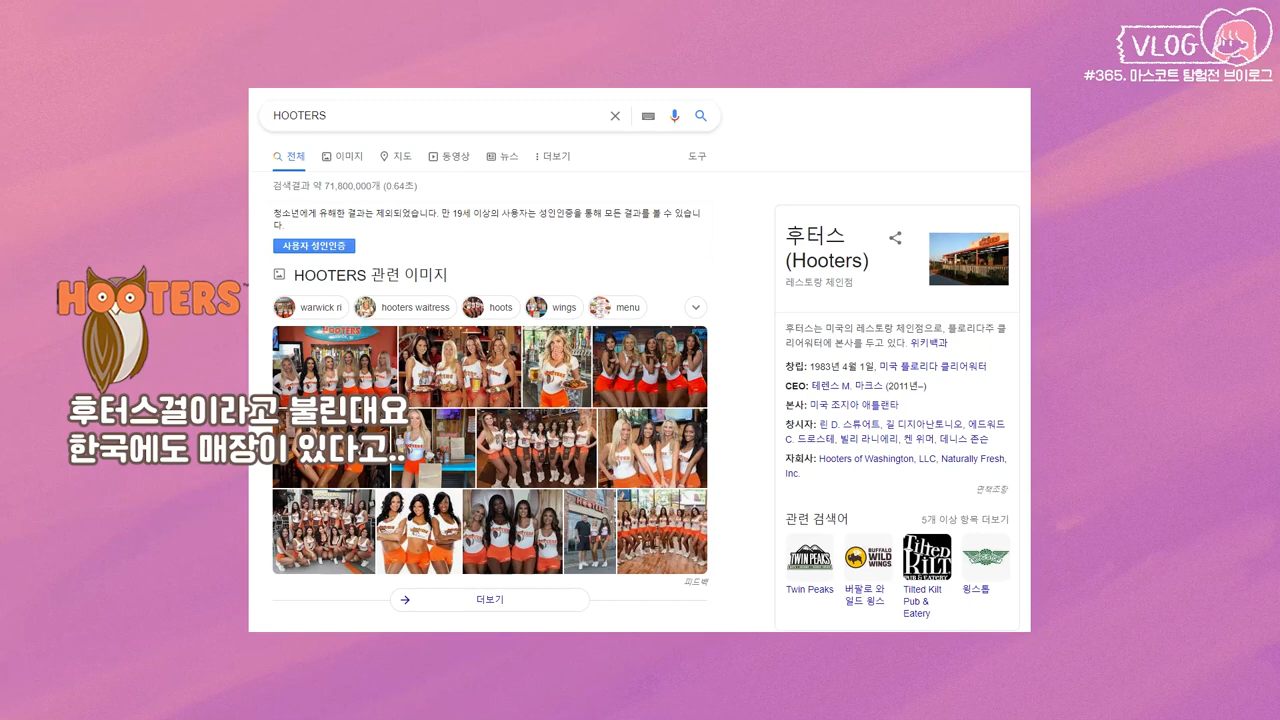 VLOG
#365. 마스코트 탐험전 브이로그
HOOTERS
전체
이미지
지도
동영상
뉴스
더보기
도구
검색결과 약 71,800,000개 (0.64초)
청소년에게 유해한 결과는 제외되었습니다. 만 19세 이상의 사용자는 성인인증을 통해 모든 결과를 볼 수 있습니
다.
사용자 성인인증
HOOTERS 관련 이미지
warwick ri
hooters waitress
hoots
wings
menu
더보기
피드백
HOOTERS
후터스걸이라고 불린대요
한국에도 매장이 있다고..
후터스
(Hooters)
레스토랑 제인점
후터스는 미국의 레스토랑 제인점으로, 플로리다주 클
리어워터에 본사를 두고 있다. 위키백과
창립: 1983년 4월 1일, 미국 플로리다 클리어워터
CEO: 테렌스 M. 마크스 (2011년–)
본사: 미국 조지아 애틀랜타
창시자: 린 D. 스튜어트, 길 디지아난토니오, 에드워드
C. 드로스테, 빌리 라니에리, 켄 위머, 데니스 존슨
자회사: Hooters of Washington, LLC, Naturally Fresh,
Inc.
면책조항
관련 검색어
5개 이상 항목 더보기
TWIN PEAKS
BUFFALO
WILD
WINGS
Tilted
KILT
PUB & EATERY
Twin Peaks
버팔로 와
일드 윙스
Tilted Kilt
Pub &
Eatery
윙스톱